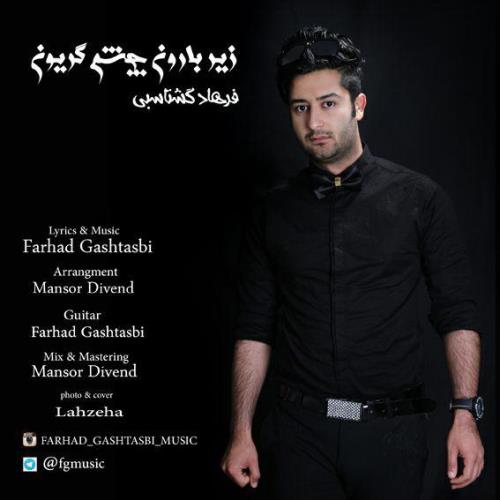 زیر بارون چشم گریون
فرهاد گشتاسبی
Lyrics & Music
Farhad Gashtasbi
Arrangment
Mansor Divend
Guitar
Farhad Gashtasbi
Mix & Mastering
Mansor Divend
photo & cover
Lahzeha
FARHAD_GASHTASBI_MUSIC
@fgmusic